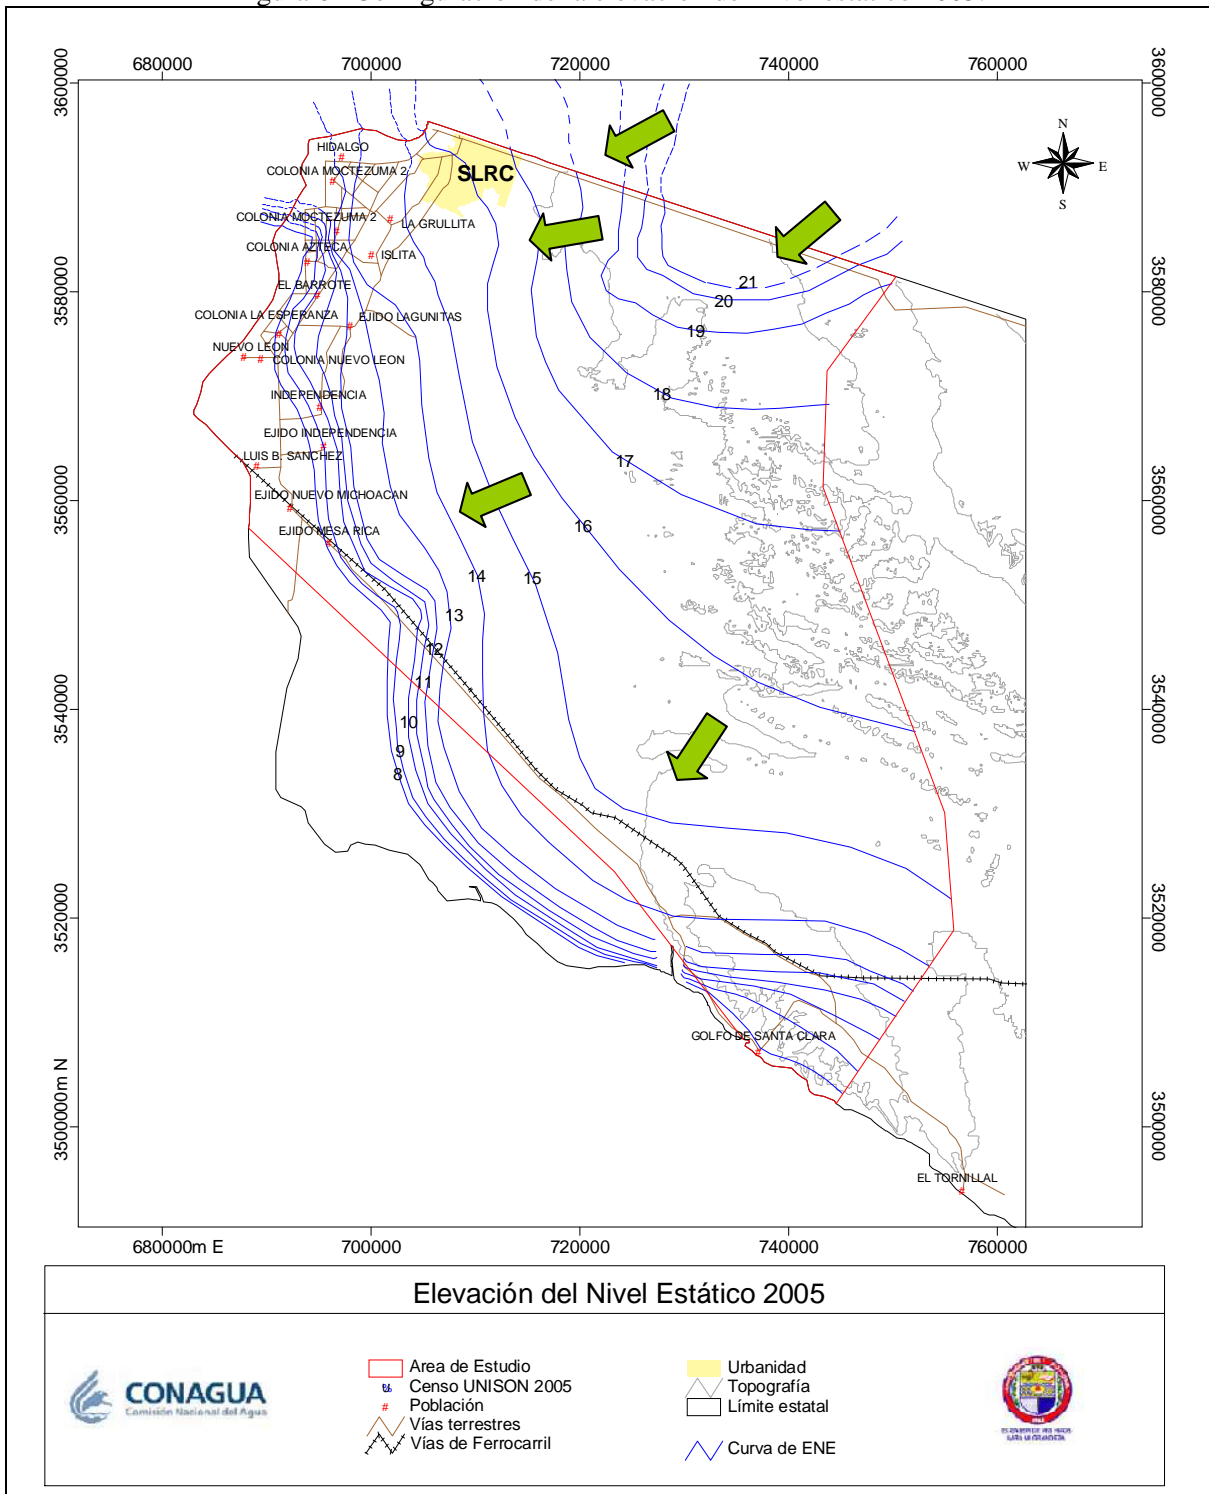 680000 700000 720000 740000 760000
3600000 3600000
N
W E
S
HIDALGO
COLONIA MOCTEZUMA 2
SLRC
COLONIA MOCTEZUMA 2
LA GRULLITA
COLONIA AZTECA
ISLITA
3580000 3580000
EL BARROTE
21
20
COLONIA LA ESPERANZA
EJIDO LAGUNITAS
19
NUEVO LEON
COLONIA NUEVO LEON
INDEPENDENCIA
18
EJIDO INDEPENDENCIA
LUIS B. SANCHEZ
17
EJIDO NUEVO MICHOACAN
3560000 3560000
EJIDO MESA RICA
16
14
15
13
12
11
3540000 3540000
10
9
8
3520000 3520000
GOLFO DE SANTA CLARA
3500000m N 3500000
EL TORNILLAL
680000m E 700000 720000 740000 760000
Elevación del Nivel Estático 2005
CONAGUA
Comisión Nacional del Agua
Area de Estudio
Censo UNISON 2005
Población
Vías terrestres
Vías de Ferrocarril
Urbanidad
Topografía
Límite estatal
Curva de ENE